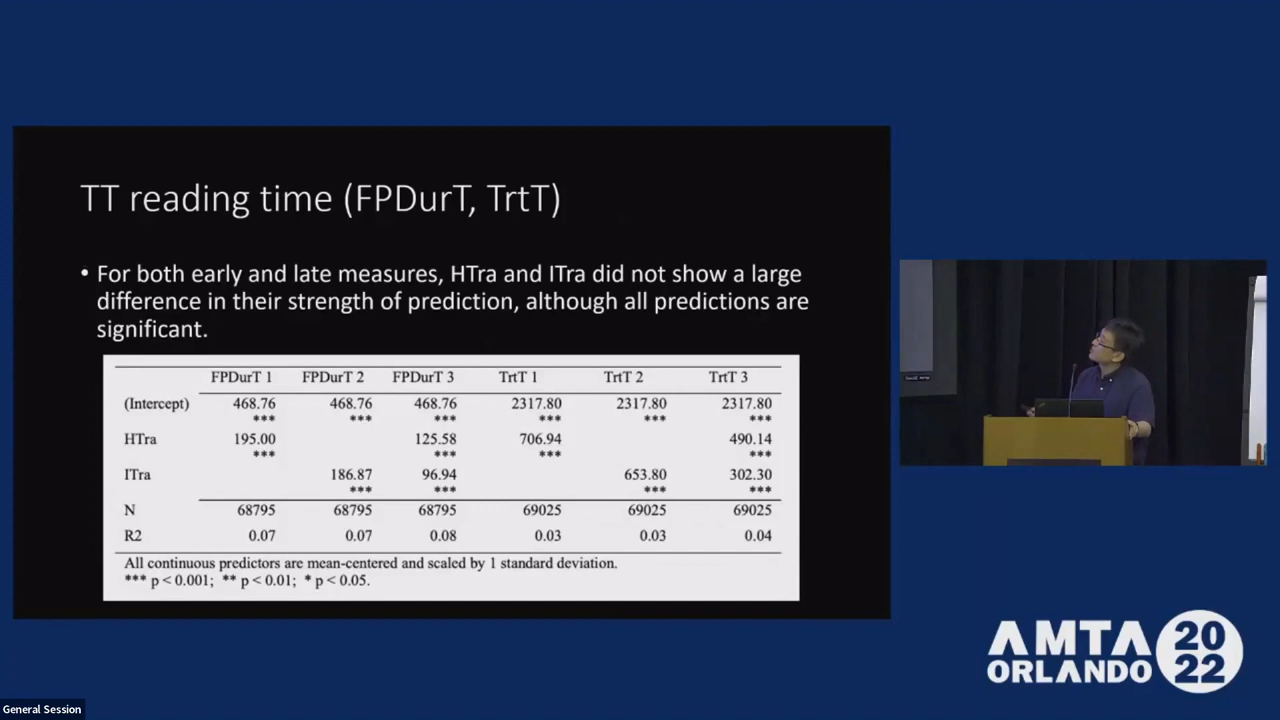 TT reading time (FPDurT, TrtT)
• For both early and late measures, HTra and ITra did not show a large
difference in their strength of prediction, although all predictions are
significant.
FPDurT 1 FPDurT 2 FPDurT 3 TrtT 1 TrtT 2 TrtT 3
(Intercept) 468.76 468.76 468.76 2317.80 2317.80 2317.80
*** *** *** *** *** ***
HTra 195.00 125.58 706.94 490.14
*** *** *** ***
ITra 186.87 96.94 653.80 302.30
*** *** *** ***
N 68795 68795 68795 69025 69025 69025
R2 0.07 0.07 0.08 0.03 0.03 0.04
All continuous predictors are mean-centered and scaled by 1 standard deviation.
*** p < 0.001; ** p < 0.01; * p < 0.05.
AMTA
ORLANDO
20
22
General Session